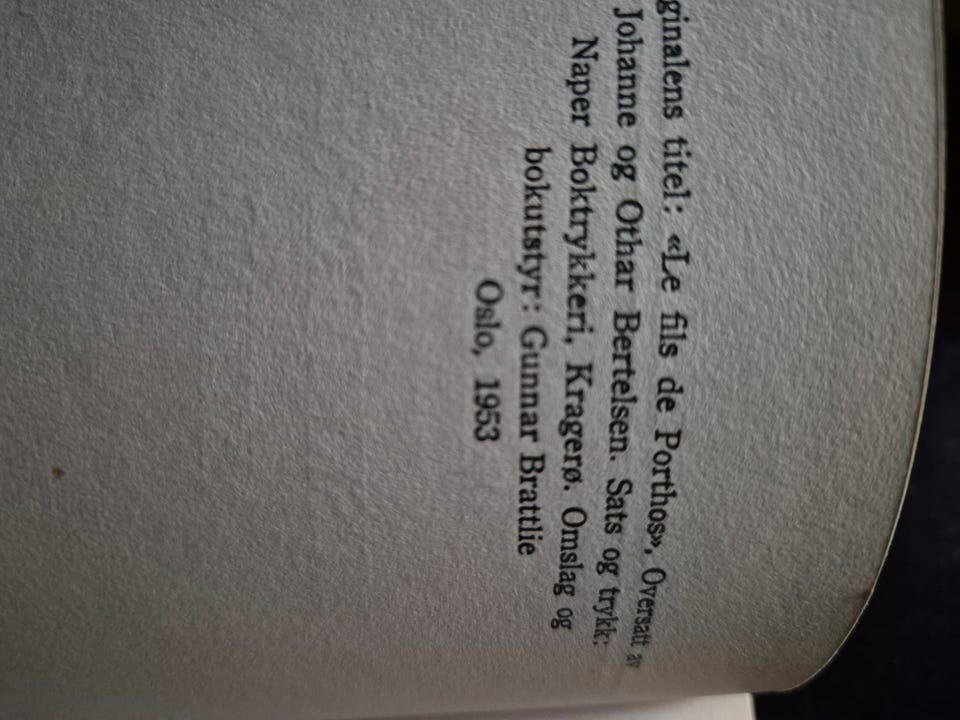 ginalens titel: «Le fils de Porthos», Oversatt av
Johanne og Othar Bertelsen. Sats og trykk:
Naper Boktrykkeri, Kragerø. Omslag og
bokutstyr: Gunnar Brattlie
Oslo, 1953